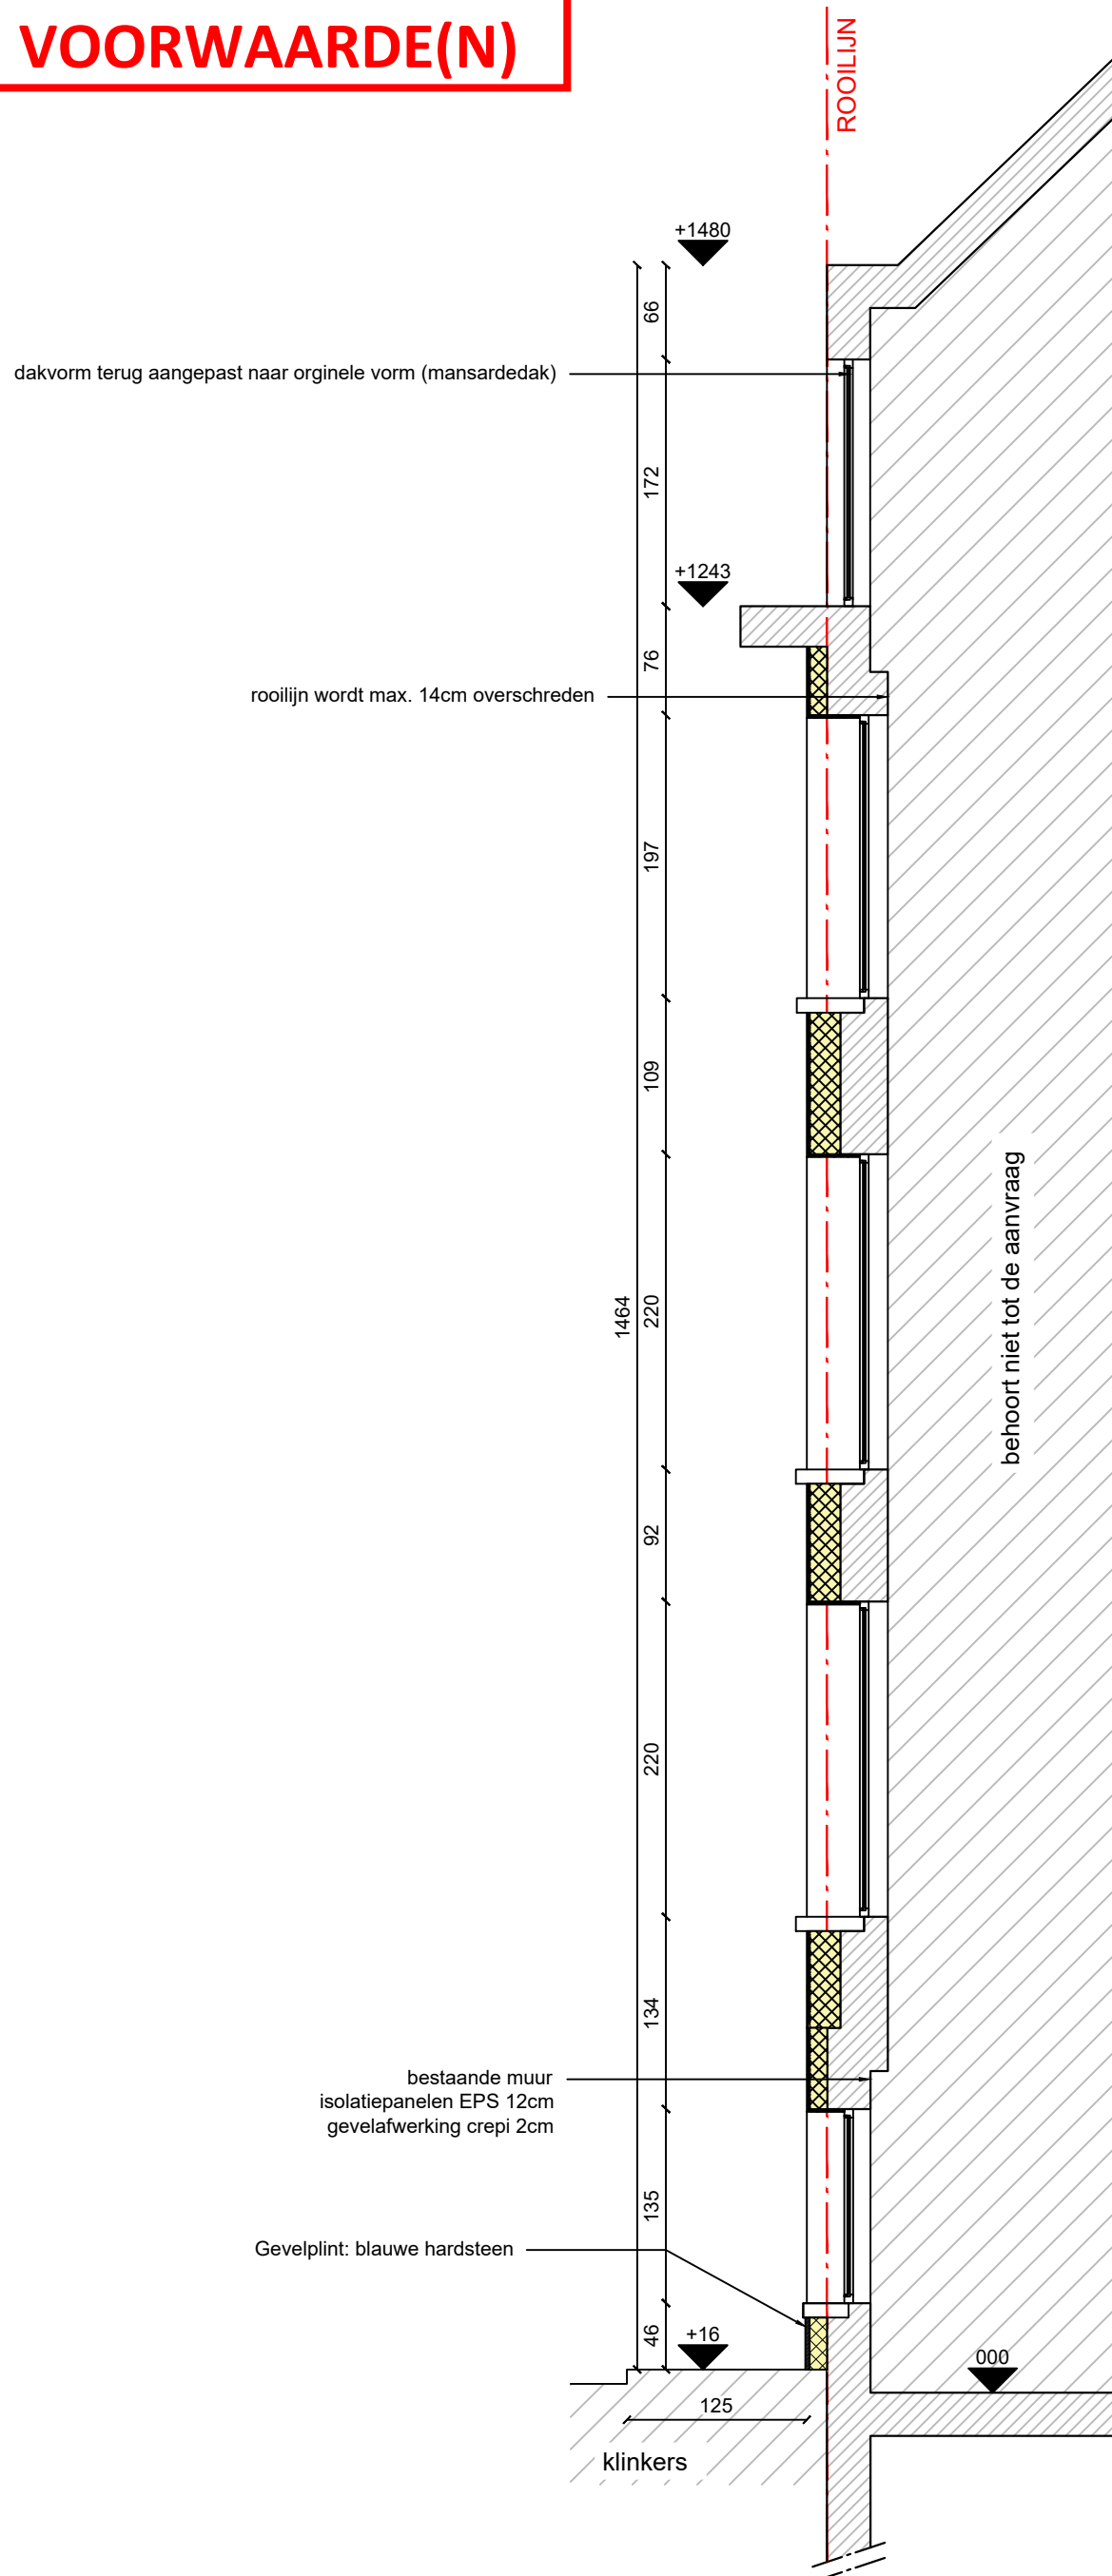 VOORWAARDE(N)
ROOILIJN
+1480
66
dakvorm terug aangepast naar orginele vorm (mansardedak)
172
+1243
76
rooilijn wordt max. 14cm overschreden
197
109
behoort niet tot de aanvraag
1464
220
92
220
134
bestaande muur
isolatiepanelen EPS 12cm
gevelafwerking crepi 2cm
135
Gevelplint: blauwe hardsteen
46
+16
000
125
klinkers